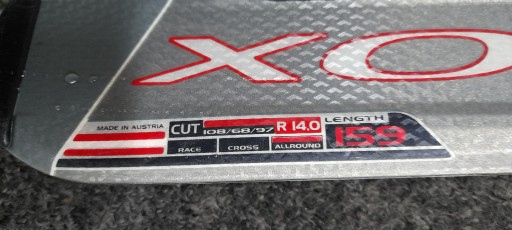 XO
MADE IN AUSTRIA CUT 108/68/97 R 14.0 LENGTH 159
RACE CROSS ALLROUND